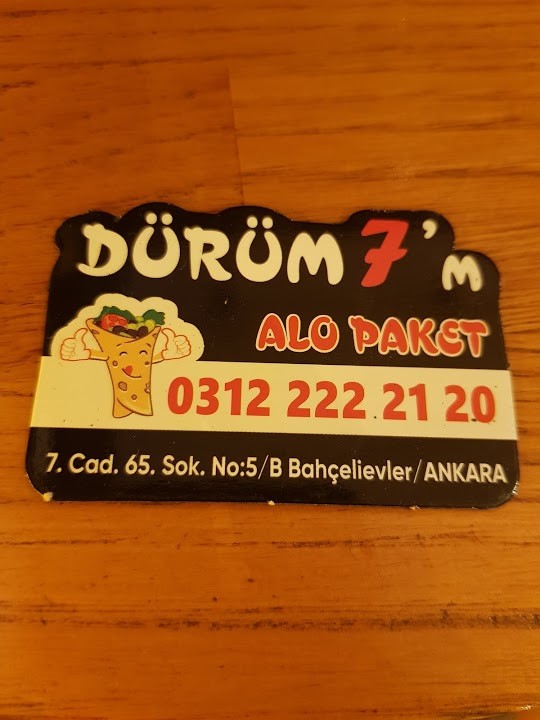 DÜRÜM 7'M
ALO PAKET
0312 222 21 20
7. Cad. 65. Sok. No:5/B Bahçelievler/ANKARA